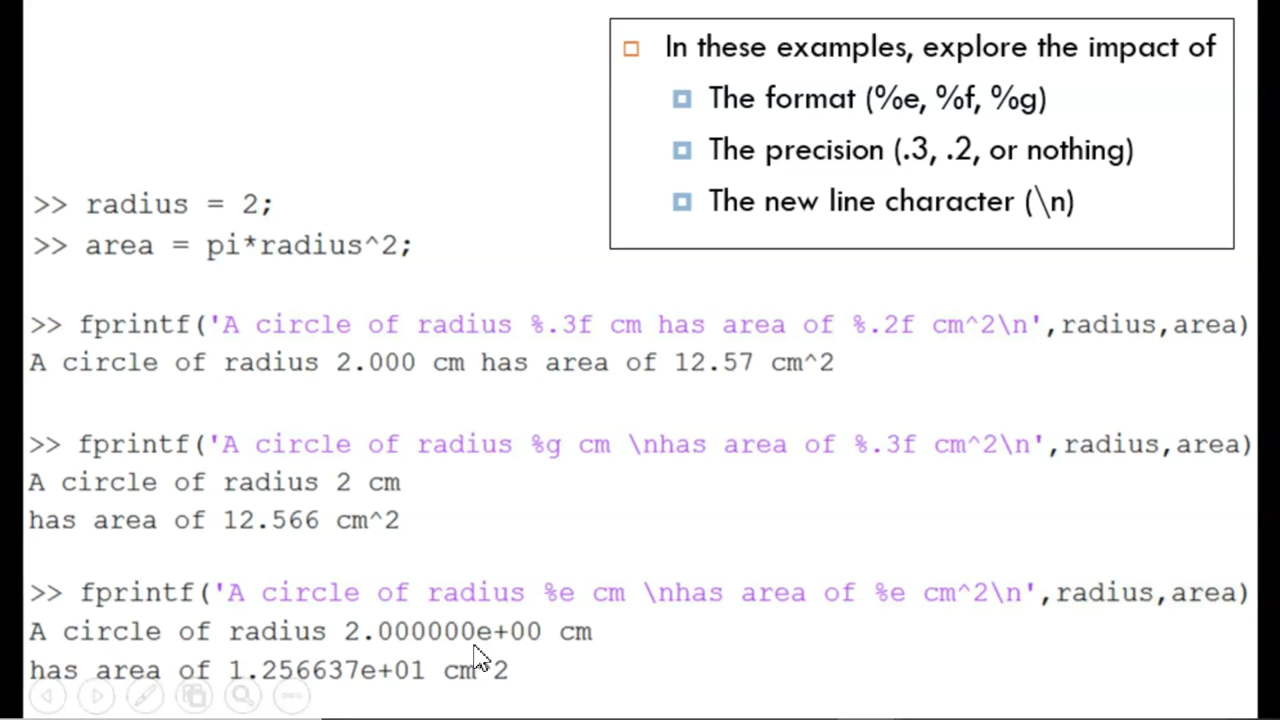 In these examples, explore the impact of
The format (%e, %f, %g)
The precision (.3, .2, or nothing)
The new line character (\n)
>> radius = 2;
>> area = pi*radius^2;
>> fprintf('A circle of radius %.3f cm has area of %.2f cm^2\n',radius,area)
A circle of radius 2.000 cm has area of 12.57 cm^2
>> fprintf('A circle of radius %g cm \nhas area of %.3f cm^2\n',radius,area)
A circle of radius 2 cm
has area of 12.566 cm^2
>> fprintf('A circle of radius %e cm \nhas area of %e cm^2\n',radius,area)
A circle of radius 2.000000e+00 cm
has area of 1.256637e+01 cm^2